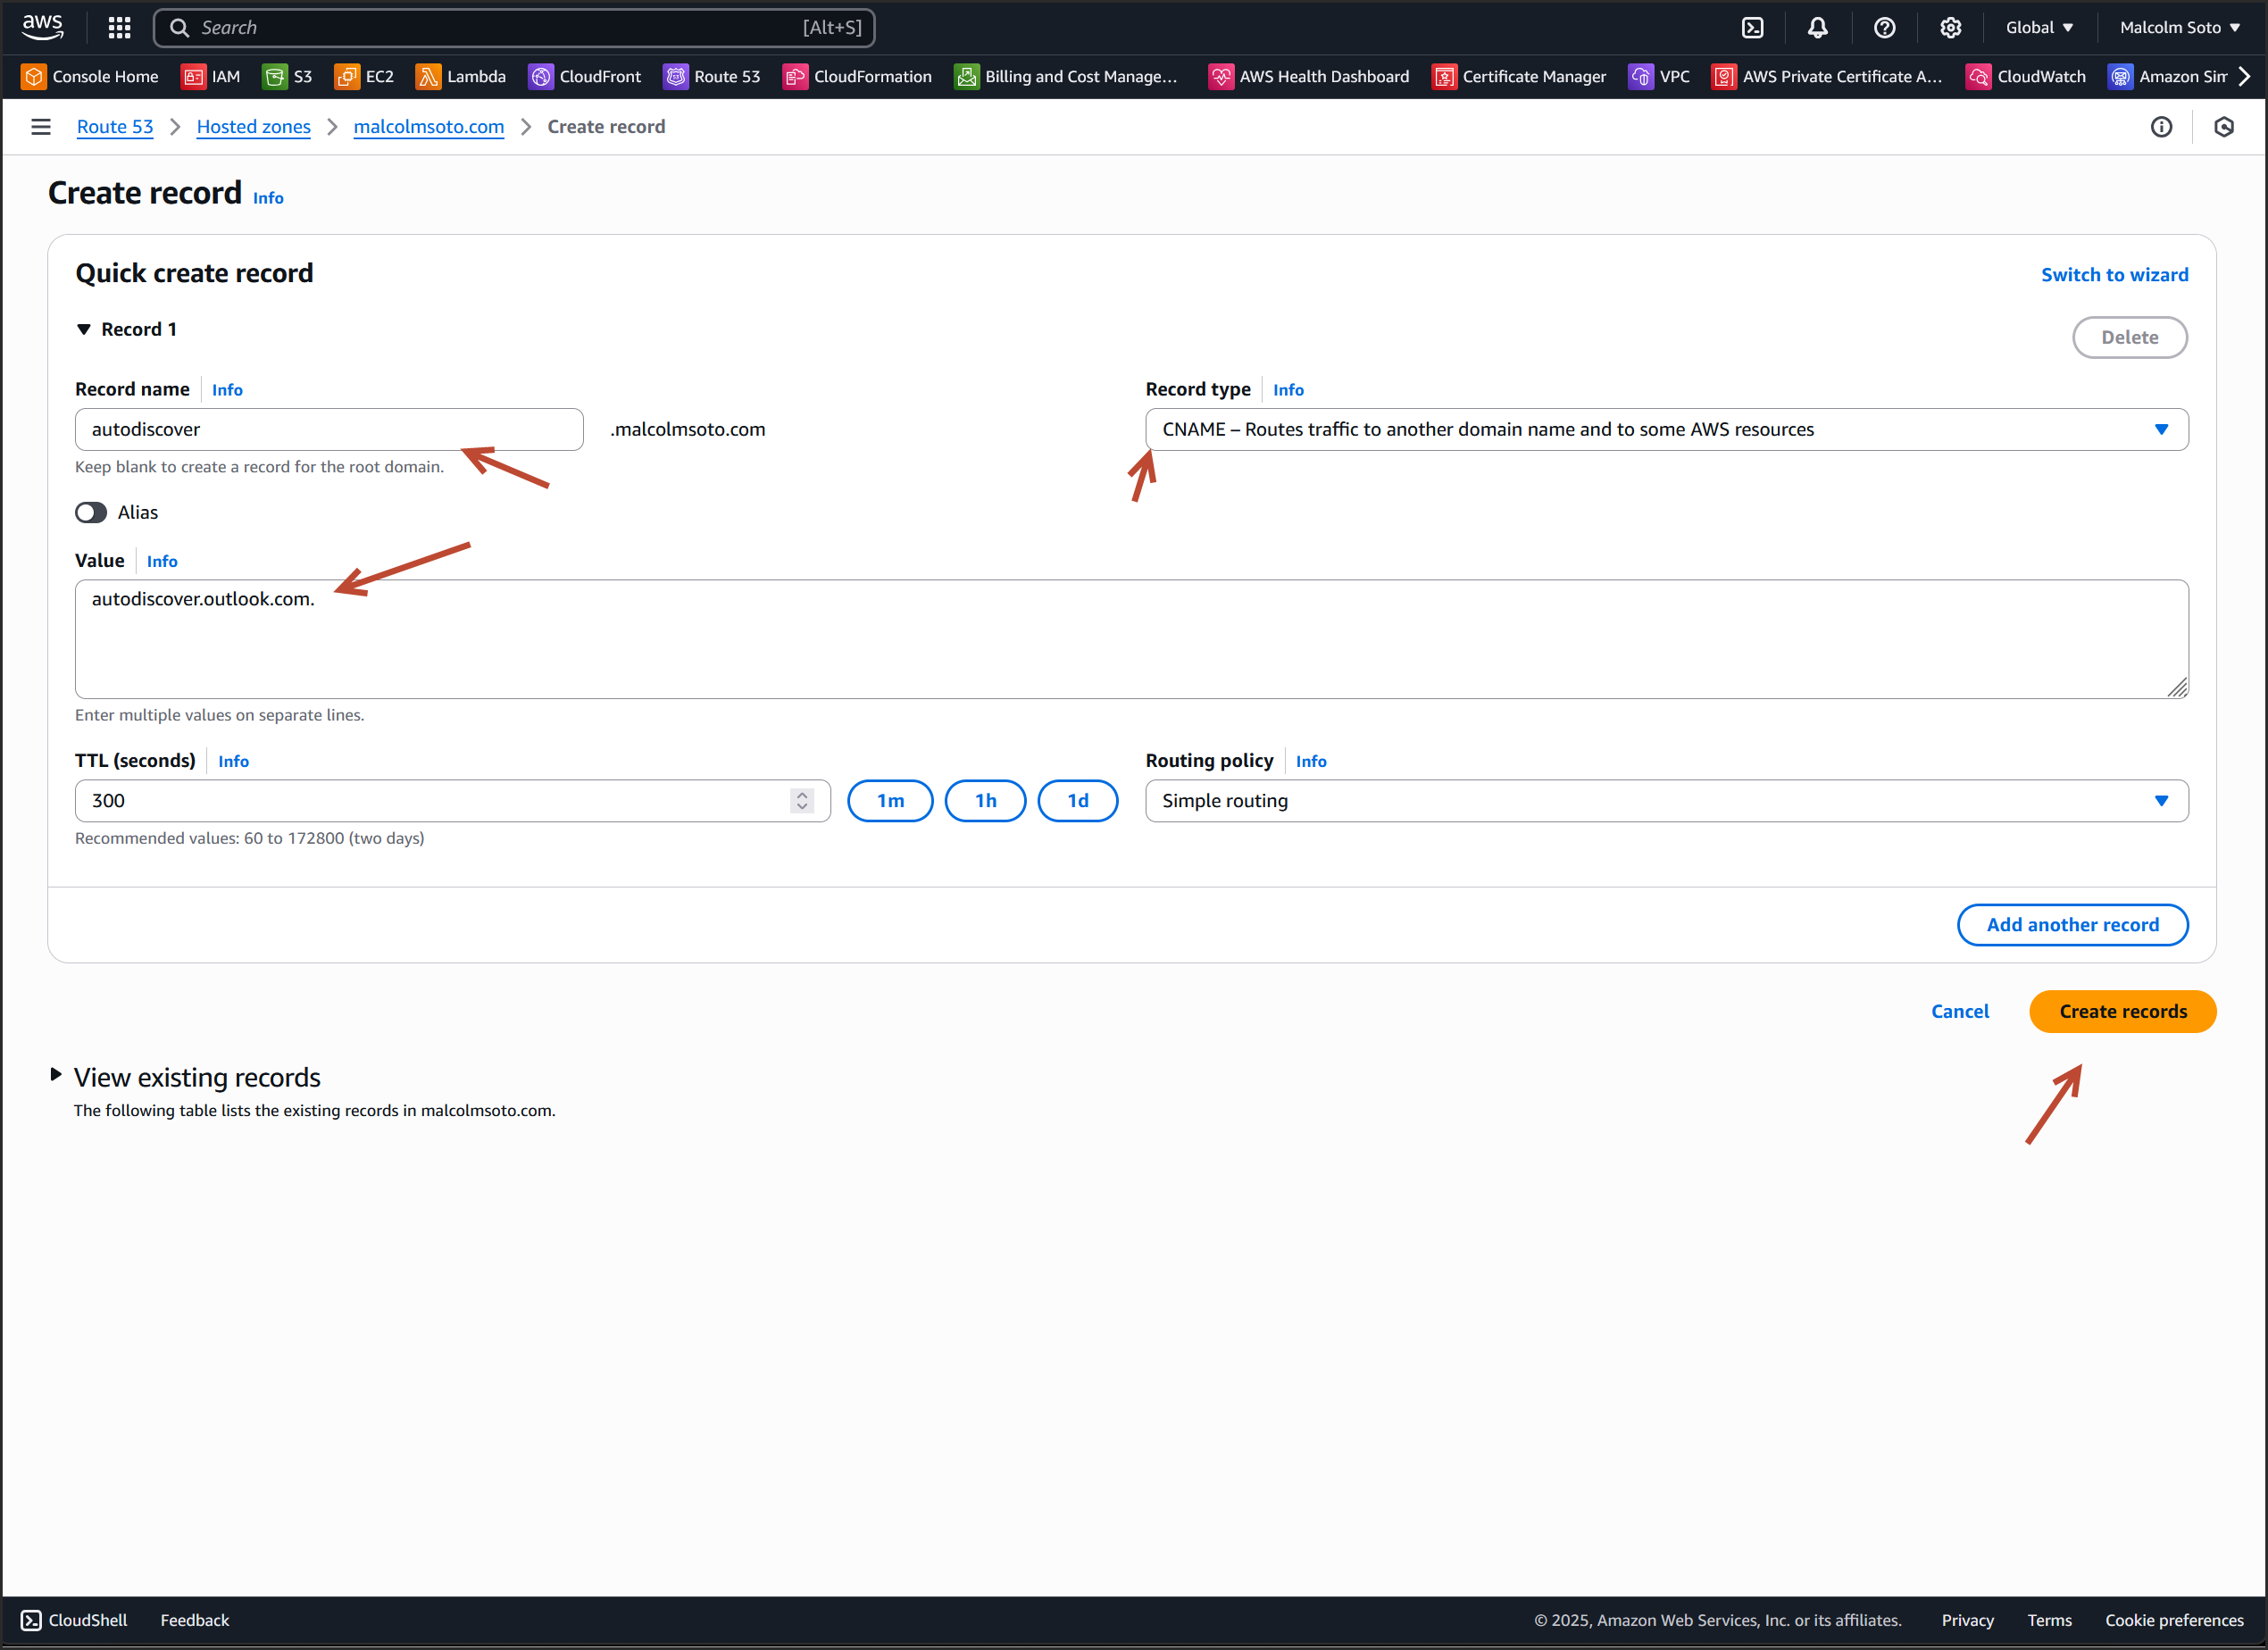 aws
Search [Alt+S] Global Malcolm Soto
Console Home IAM S3 EC2 Lambda CloudFront Route 53 CloudFormation Billing and Cost Manage... AWS Health Dashboard Certificate Manager VPC AWS Private Certificate A... CloudWatch Amazon Sim
Route 53 Hosted zones malcolmsoto.com Create record
Create record Info
Quick create record Switch to wizard
Record 1
Delete
Record name Info Record type Info
autodiscover .malcolmsoto.com CNAME – Routes traffic to another domain name and to some AWS resources
Keep blank to create a record for the root domain.
Alias
Value Info
autodiscover.outlook.com.
Enter multiple values on separate lines.
TTL (seconds) Info Routing policy Info
300 1m 1h 1d Simple routing
Recommended values: 60 to 172800 (two days)
Add another record
Cancel Create records
View existing records
The following table lists the existing records in malcolmsoto.com.
CloudShell Feedback © 2025, Amazon Web Services, Inc. or its affiliates. Privacy Terms Cookie preferences